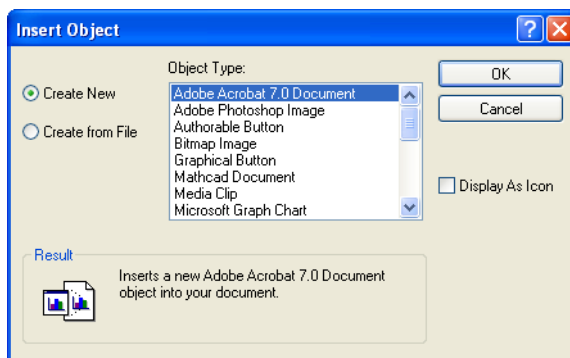 Insert Object
Object Type:
Create New
Create from File
Adobe Acrobat 7.0 Document
Adobe Photoshop Image
Authorable Button
Bitmap Image
Graphical Button
Mathcad Document
Media Clip
Microsoft Graph Chart
OK
Cancel
Display As Icon
Result
Inserts a new Adobe Acrobat 7.0 Document
object into your document.